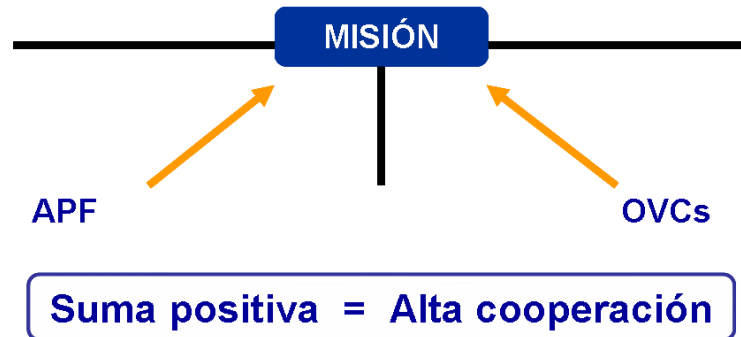 MISIÓN
APF
OVCs
Suma positiva = Alta cooperación